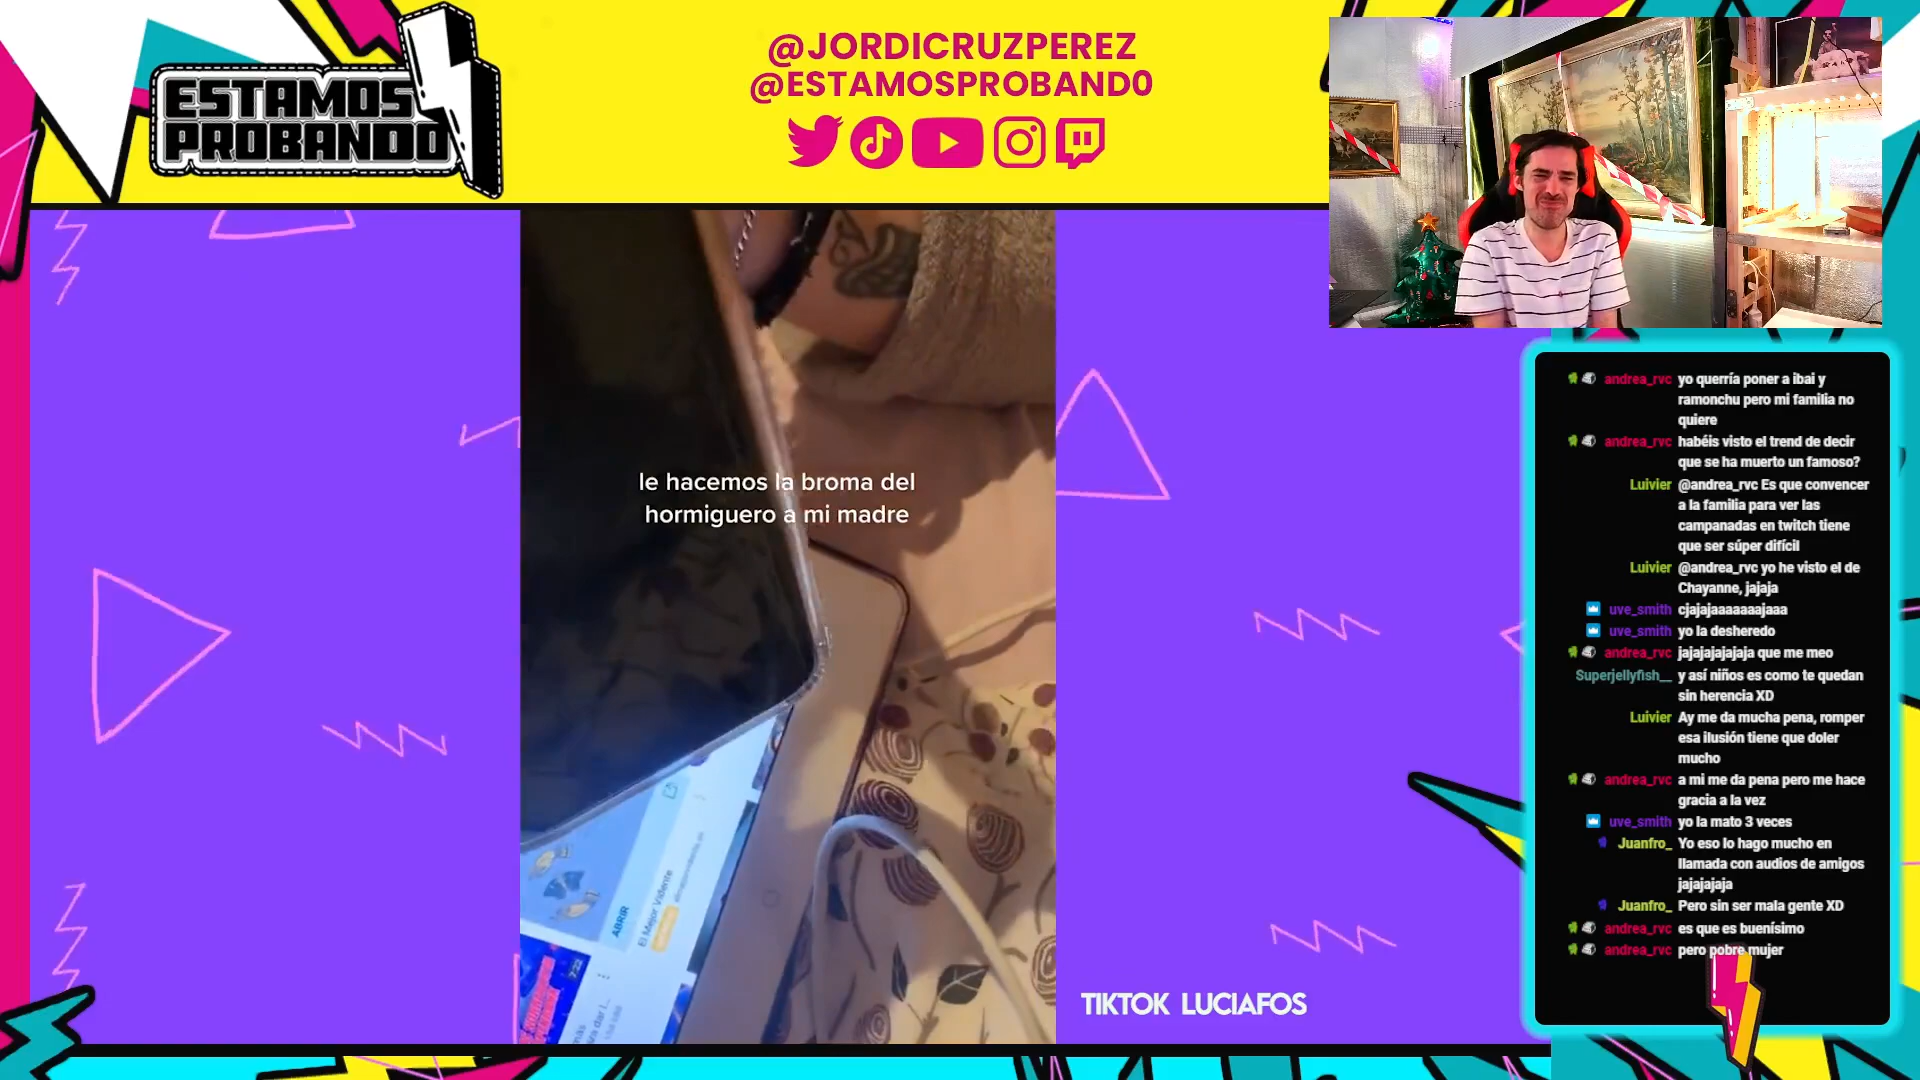 ESTAMOS
PROBANDO
@JORDICRUZPEREZ
@ESTAMOSPROBAND0
le hacemos la broma del
hormiguero a mi madre
ABRIR
El Mejor Vidente
7:22
TIKTOK LUCIAFOS
andrea_rvc yo querría poner a ibai y
ramonchu pero mi familia no
quiere
andrea_rvc habéis visto el trend de decir
que se ha muerto un famoso?
Luivier @andrea_rvc Es que convencer
a la familia para ver las
campanadas en twitch tiene
que ser súper difícil
Luivier @andrea_rvc yo he visto el de
Chayanne, jajaja
uve_smith cjajajaaaaaaajaaa
uve_smith yo la desheredo
andrea_rvc jajajajajajaja que me meo
Superjellyfish__ y así niños es como te quedan
sin herencia XD
Luivier Ay me da mucha pena, romper
esa ilusión tiene que doler
mucho
andrea_rvc a mi me da pena pero me hace
gracia a la vez
uve_smith yo la mato 3 veces
Juanfro_ Yo eso lo hago mucho en
llamada con audios de amigos
jajajajaja
Juanfro_ Pero sin ser mala gente XD
andrea_rvc es que es buenísimo
andrea_rvc pero pobre mujer